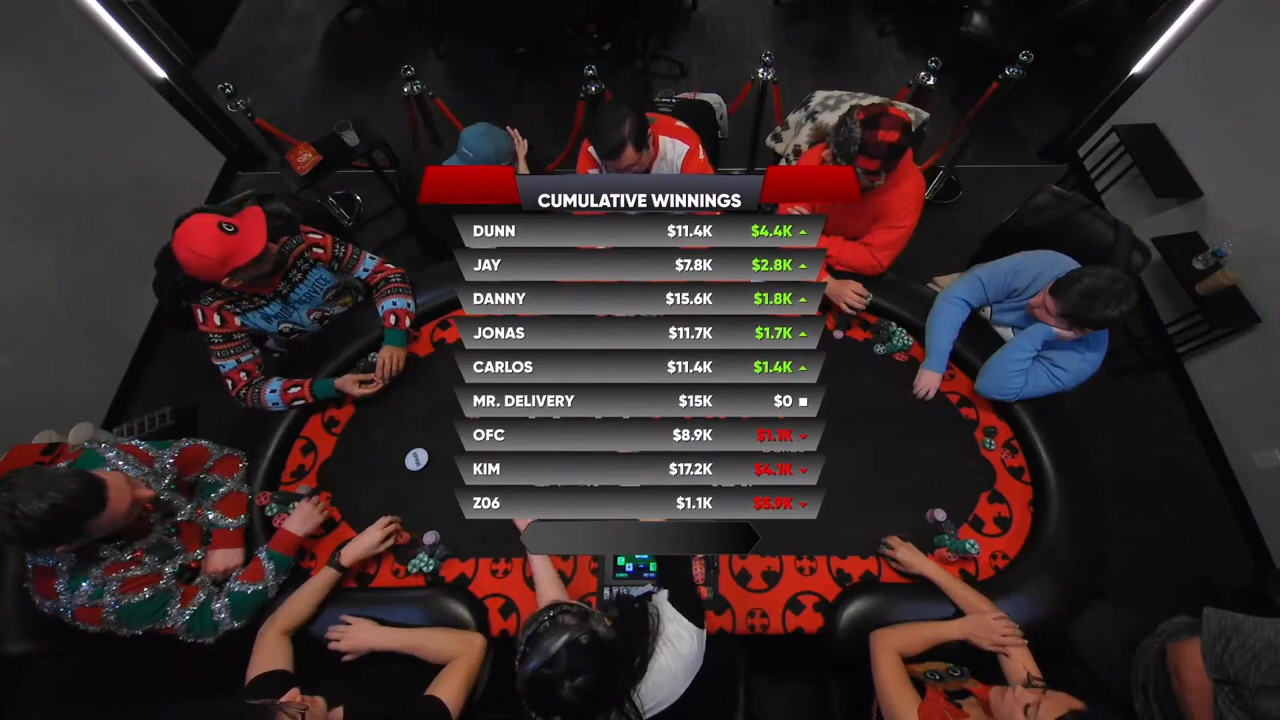 CUMULATIVE WINNINGS
DUNN $11.4K $4.4K
JAY $7.8K $2.8K
DANNY $15.6K $1.8K
JONAS $11.7K $1.7K
CARLOS $11.4K $1.4K
MR. DELIVERY $15K $0
OFC $8.9K $1.1K
KIM $17.2K $4.1K
Z06 $1.1K $5.9K